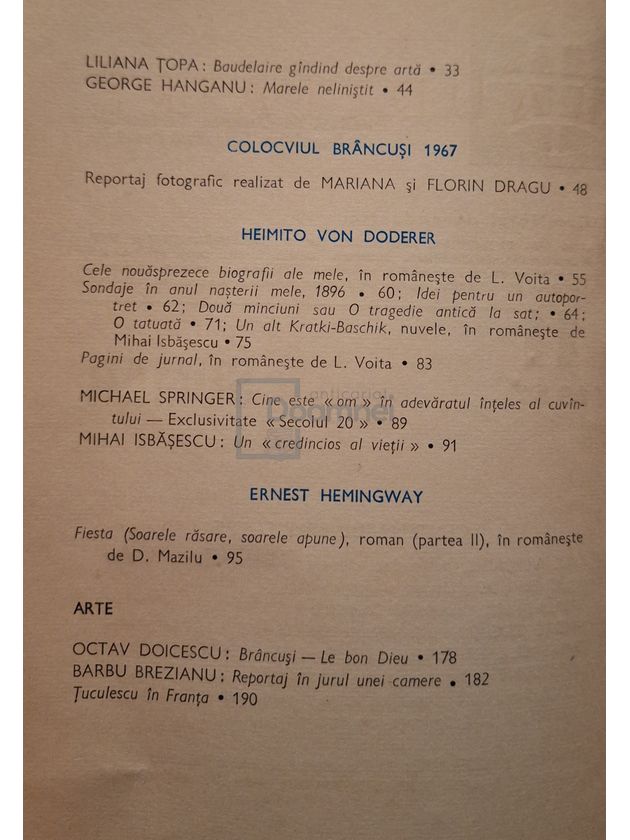 LILIANA ȚOPA: Baudelaire gîndind despre artă • 33
GEORGE HANGANU: Marele neliniștit • 44
COLOCVIUL BRÂNCUȘI 1967
Reportaj fotografic realizat de MARIANA și FLORIN DRAGU • 48
HEIMITO VON DODERER
Cele nouăsprezece biografii ale mele, în românește de L. Voita • 55
Sondaje în anul nașterii mele, 1896 • 60; Idei pentru un autopor-
tret • 62; Două minciuni sau O tragedie antică la sat; • 64;
O tatuată • 71; Un alt Kratki-Baschik, nuvele, în românește de
Mihai Isbășescu • 75
Pagini de jurnal, în românește de L. Voita • 83
MICHAEL SPRINGER: Cine este « om » în adevăratul înțeles al cuvîn-
tului — Exclusivitate « Secolul 20 » • 89
MIHAI ISBĂȘESCU: Un « credincios al vieții » • 91
ERNEST HEMINGWAY
Fiesta (Soarele răsare, soarele apune), roman (partea II), în românește
de D. Mazilu • 95
ARTE
OCTAV DOICESCU: Brâncuși — Le bon Dieu • 178
BARBU BREZIANU: Reportaj în jurul unei camere • 182
Țuculescu în Franța • 190